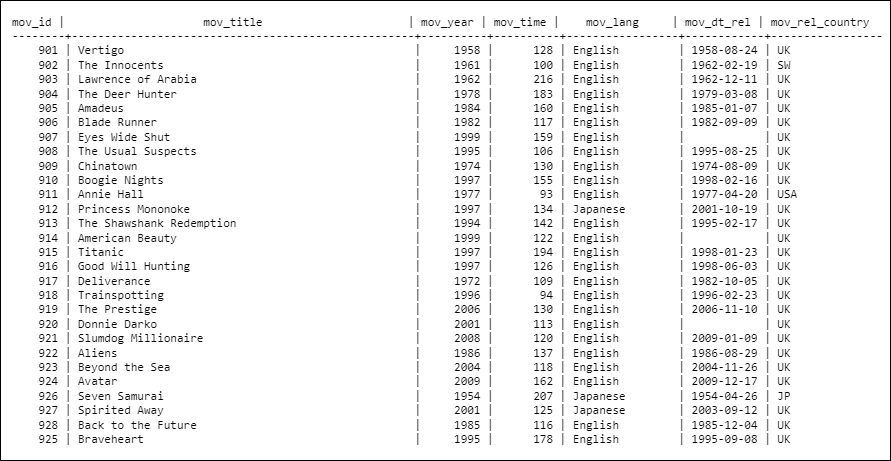 mov_id | mov_title | mov_year | mov_time | mov_lang | mov_dt_rel | mov_rel_country
--------+----------------------------------------------------+----------+----------+-----------------+------------+-----------------
901 | Vertigo | 1958 | 128 | English | 1958-08-24 | UK
902 | The Innocents | 1961 | 100 | English | 1962-02-19 | SW
903 | Lawrence of Arabia | 1962 | 216 | English | 1962-12-11 | UK
904 | The Deer Hunter | 1978 | 183 | English | 1979-03-08 | UK
905 | Amadeus | 1984 | 160 | English | 1985-01-07 | UK
906 | Blade Runner | 1982 | 117 | English | 1982-09-09 | UK
907 | Eyes Wide Shut | 1999 | 159 | English | | UK
908 | The Usual Suspects | 1995 | 106 | English | 1995-08-25 | UK
909 | Chinatown | 1974 | 130 | English | 1974-08-09 | UK
910 | Boogie Nights | 1997 | 155 | English | 1998-02-16 | UK
911 | Annie Hall | 1977 | 93 | English | 1977-04-20 | USA
912 | Princess Mononoke | 1997 | 134 | Japanese | 2001-10-19 | UK
913 | The Shawshank Redemption | 1994 | 142 | English | 1995-02-17 | UK
914 | American Beauty | 1999 | 122 | English | | UK
915 | Titanic | 1997 | 194 | English | 1998-01-23 | UK
916 | Good Will Hunting | 1997 | 126 | English | 1998-06-03 | UK
917 | Deliverance | 1972 | 109 | English | 1982-10-05 | UK
918 | Trainspotting | 1996 | 94 | English | 1996-02-23 | UK
919 | The Prestige | 2006 | 130 | English | 2006-11-10 | UK
920 | Donnie Darko | 2001 | 113 | English | | UK
921 | Slumdog Millionaire | 2008 | 120 | English | 2009-01-09 | UK
922 | Aliens | 1986 | 137 | English | 1986-08-29 | UK
923 | Beyond the Sea | 2004 | 118 | English | 2004-11-26 | UK
924 | Avatar | 2009 | 162 | English | 2009-12-17 | UK
926 | Seven Samurai | 1954 | 207 | Japanese | 1954-04-26 | JP
927 | Spirited Away | 2001 | 125 | Japanese | 2003-09-12 | UK
928 | Back to the Future | 1985 | 116 | English | 1985-12-04 | UK
925 | Braveheart | 1995 | 178 | English | 1995-09-08 | UK